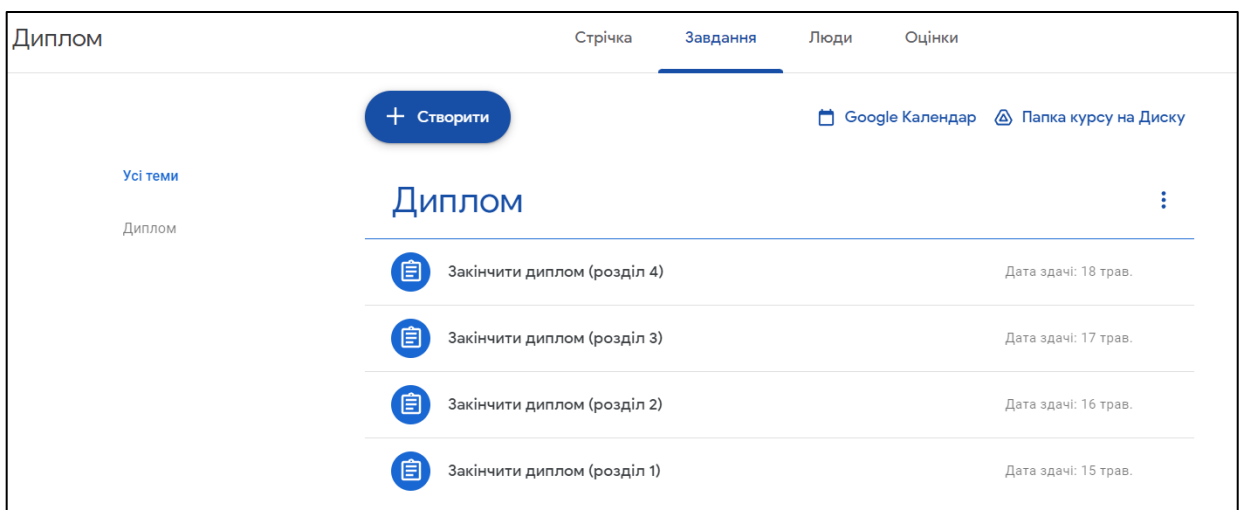 Диплом Стрічка Завдання Люди Оцінки
+ Створити Google Календар Папка курсу на Диску
Усі теми
Диплом
Диплом
Закінчити диплом (розділ 4) Дата здачі: 18 трав.
Закінчити диплом (розділ 3) Дата здачі: 17 трав.
Закінчити диплом (розділ 2) Дата здачі: 16 трав.
Закінчити диплом (розділ 1) Дата здачі: 15 трав.